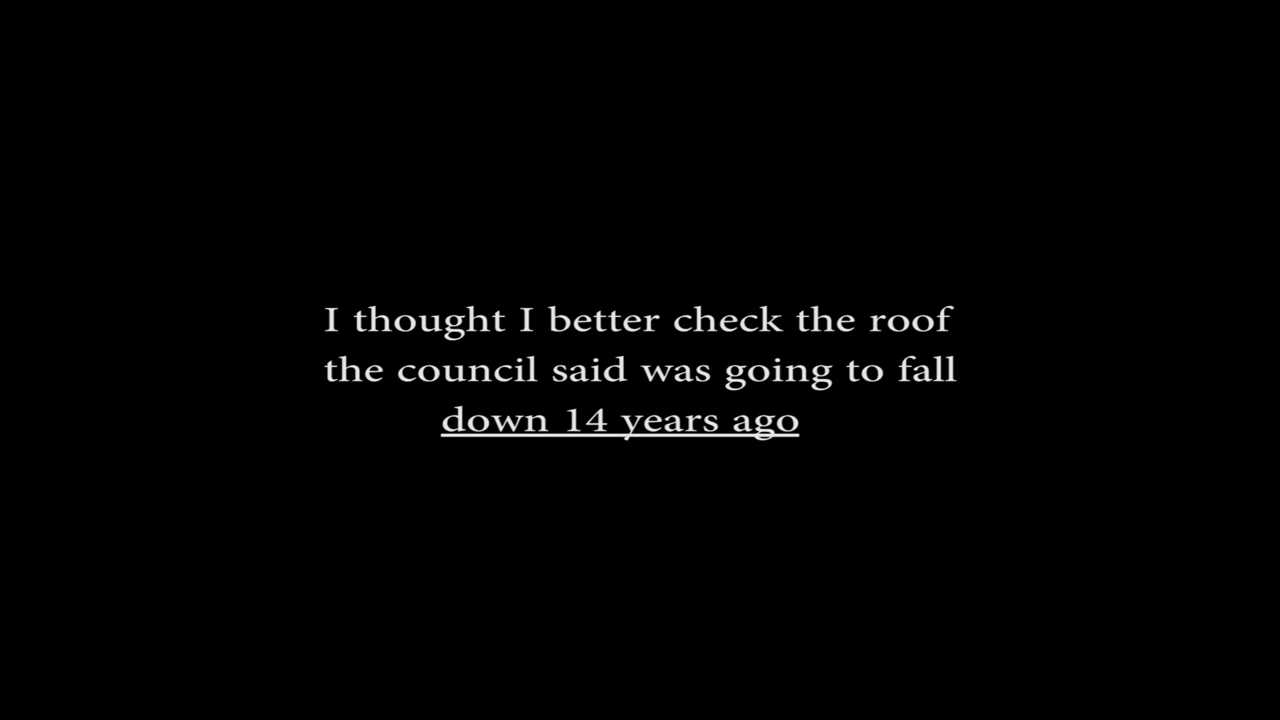 I thought I better check the roof
the council said was going to fall
down 14 years ago